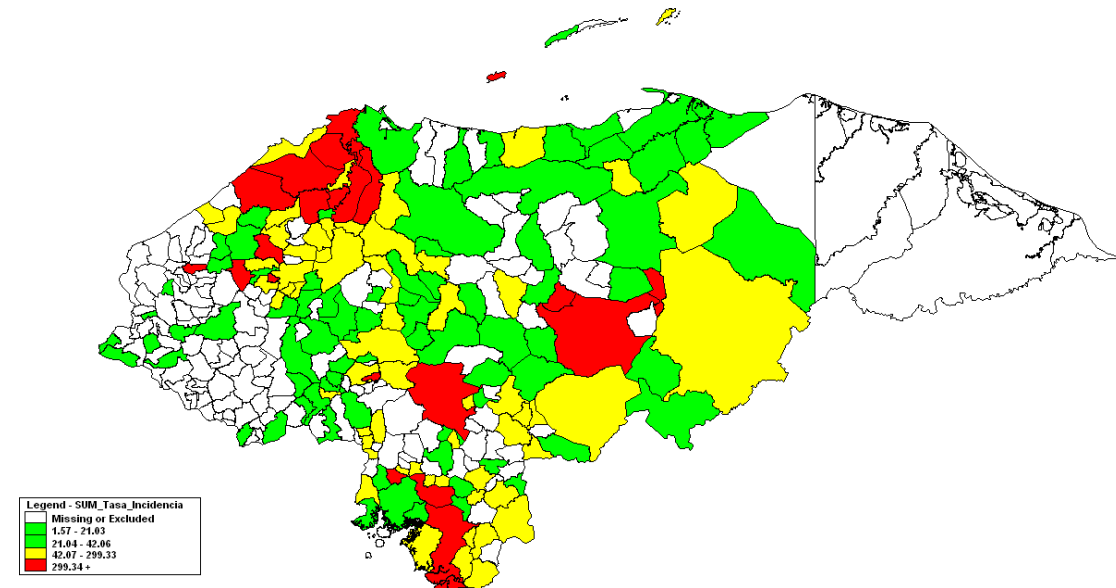 Legend - SUM_Tasa_Incidencia
Missing or Excluded
1.57 - 21.03
21.04 - 42.06
42.07 - 299.33
299.34 +